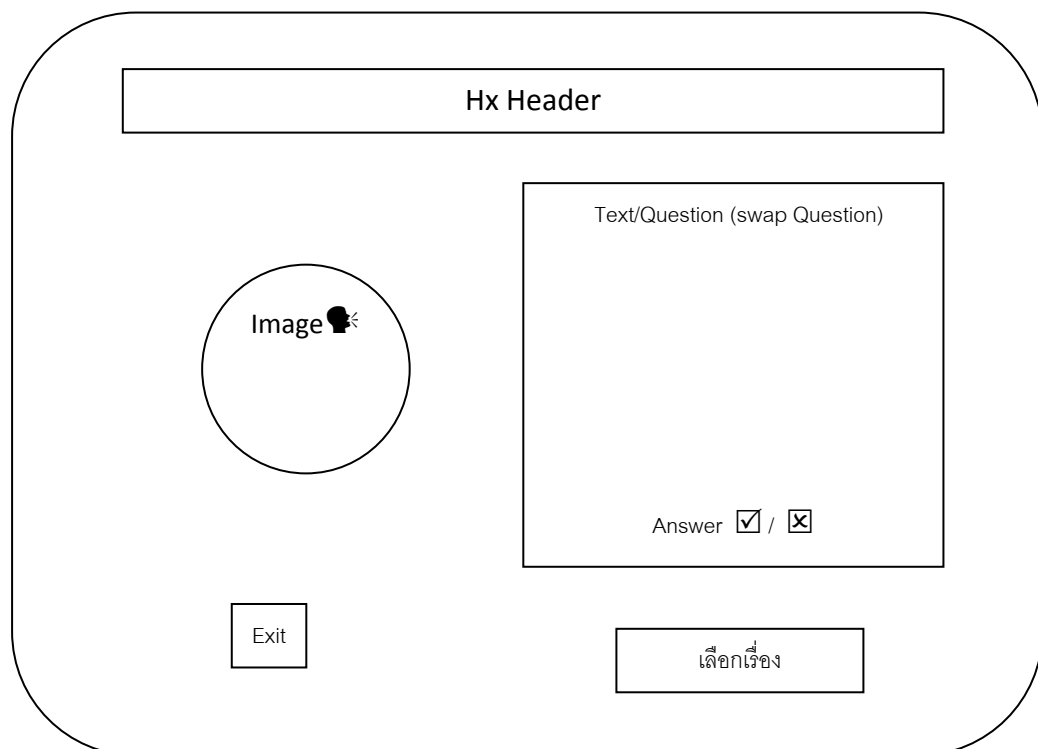 Hx Header
Text/Question (swap Question)
Image🗣
Answer ☑ / ☒
Exit
เลือกเรื่อง